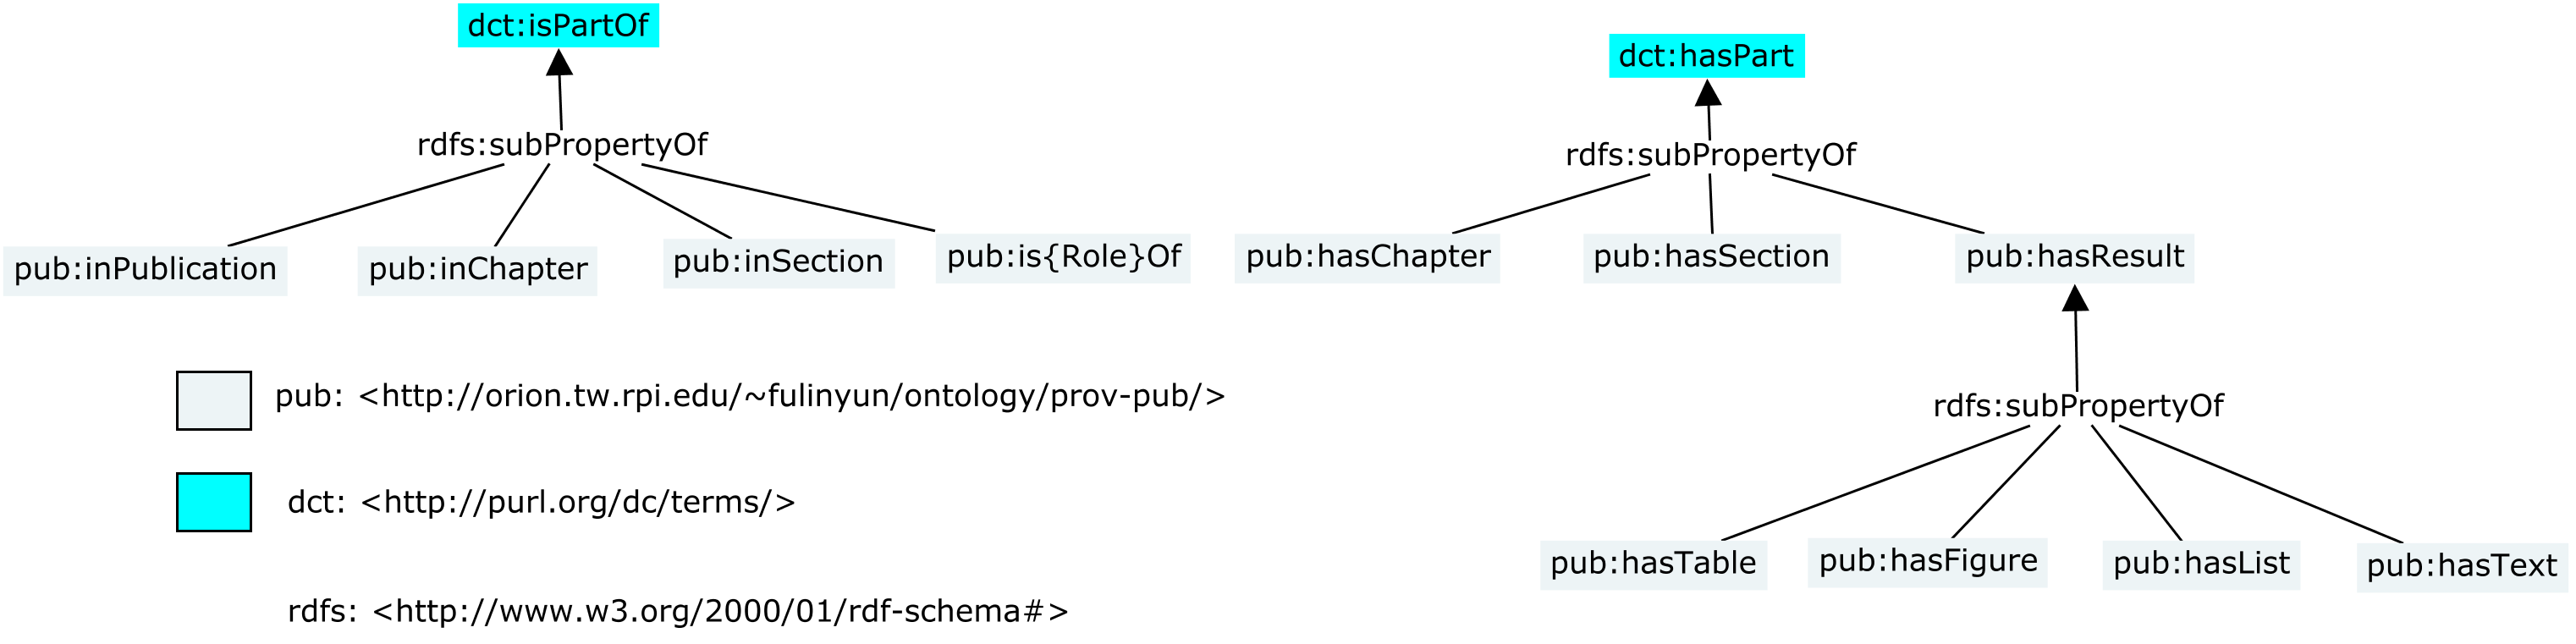 dct:isPartOf
rdfs:subPropertyOf
pub:inPublication
pub:inChapter
pub:inSection
pub:is{Role}Of
dct:hasPart
rdfs:subPropertyOf
pub:hasChapter
pub:hasSection
pub:hasResult
rdfs:subPropertyOf
pub:hasTable
pub:hasFigure
pub:hasList
pub:hasText
pub: <http://orion.tw.rpi.edu/~fulinyun/ontology/prov-pub/>
dct: <http://purl.org/dc/terms/>
rdfs: <http://www.w3.org/2000/01/rdf-schema#>